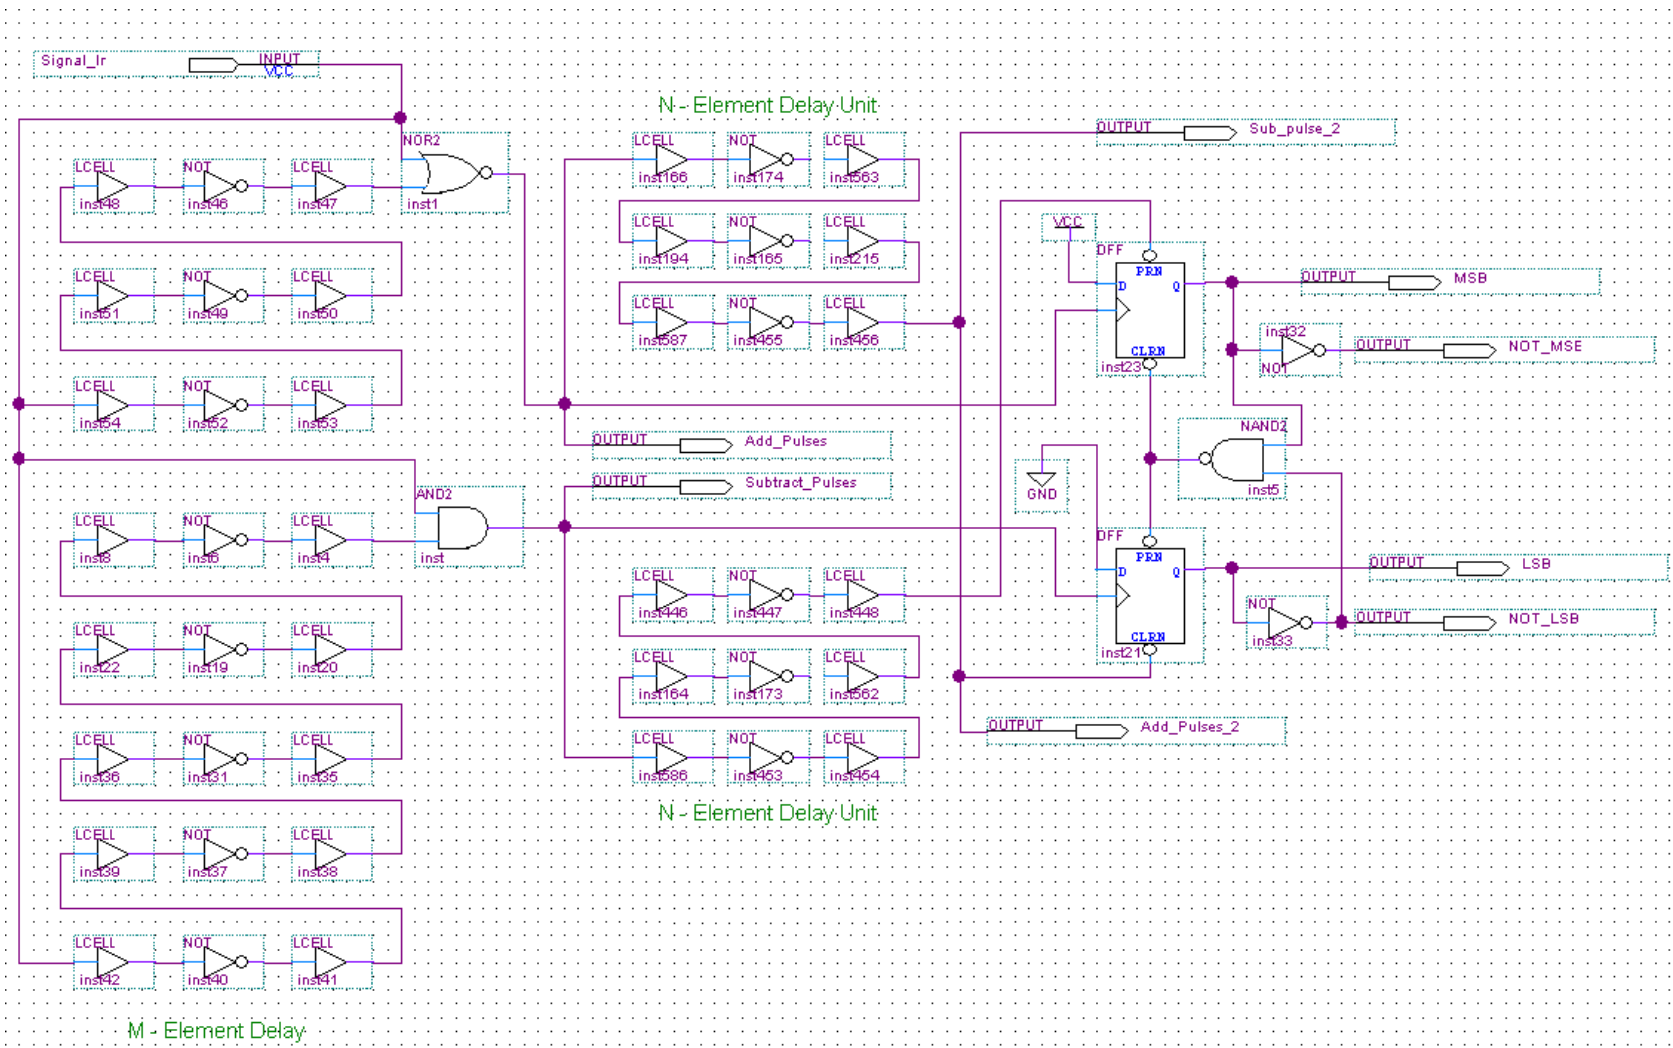 Signal_Ir INPUT
VCC
N - Element Delay Unit
OUTPUT Sub_pulse_2
NOR2
inst1
LCELL NOT LCELL
inst48 inst46 inst47
LCELL NOT LCELL
inst166 inst174 inst563
LCELL NOT LCELL
inst194 inst165 inst215
VCC
DFF
PRN
D Q
CLRN
inst23
OUTPUT MSB
LCELL NOT LCELL
inst51 inst49 inst50
LCELL NOT LCELL
inst587 inst455 inst456
inst32
NOT
OUTPUT NOT_MSE
LCELL NOT LCELL
inst54 inst52 inst53
OUTPUT Add_Pulses
NAND2
inst5
OUTPUT Subtract_Pulses
GND
AND2
inst
LCELL NOT LCELL
inst8 inst6 inst4
DFF
PRN
D Q
CLRN
inst21
OUTPUT LSB
LCELL NOT LCELL
inst446 inst447 inst448
NOT
inst33
OUTPUT NOT_LSB
LCELL NOT LCELL
inst22 inst19 inst20
LCELL NOT LCELL
inst164 inst173 inst562
OUTPUT Add_Pulses_2
LCELL NOT LCELL
inst36 inst31 inst35
LCELL NOT LCELL
inst586 inst453 inst454
N - Element Delay Unit
LCELL NOT LCELL
inst39 inst37 inst38
LCELL NOT LCELL
inst42 inst40 inst41
M - Element Delay